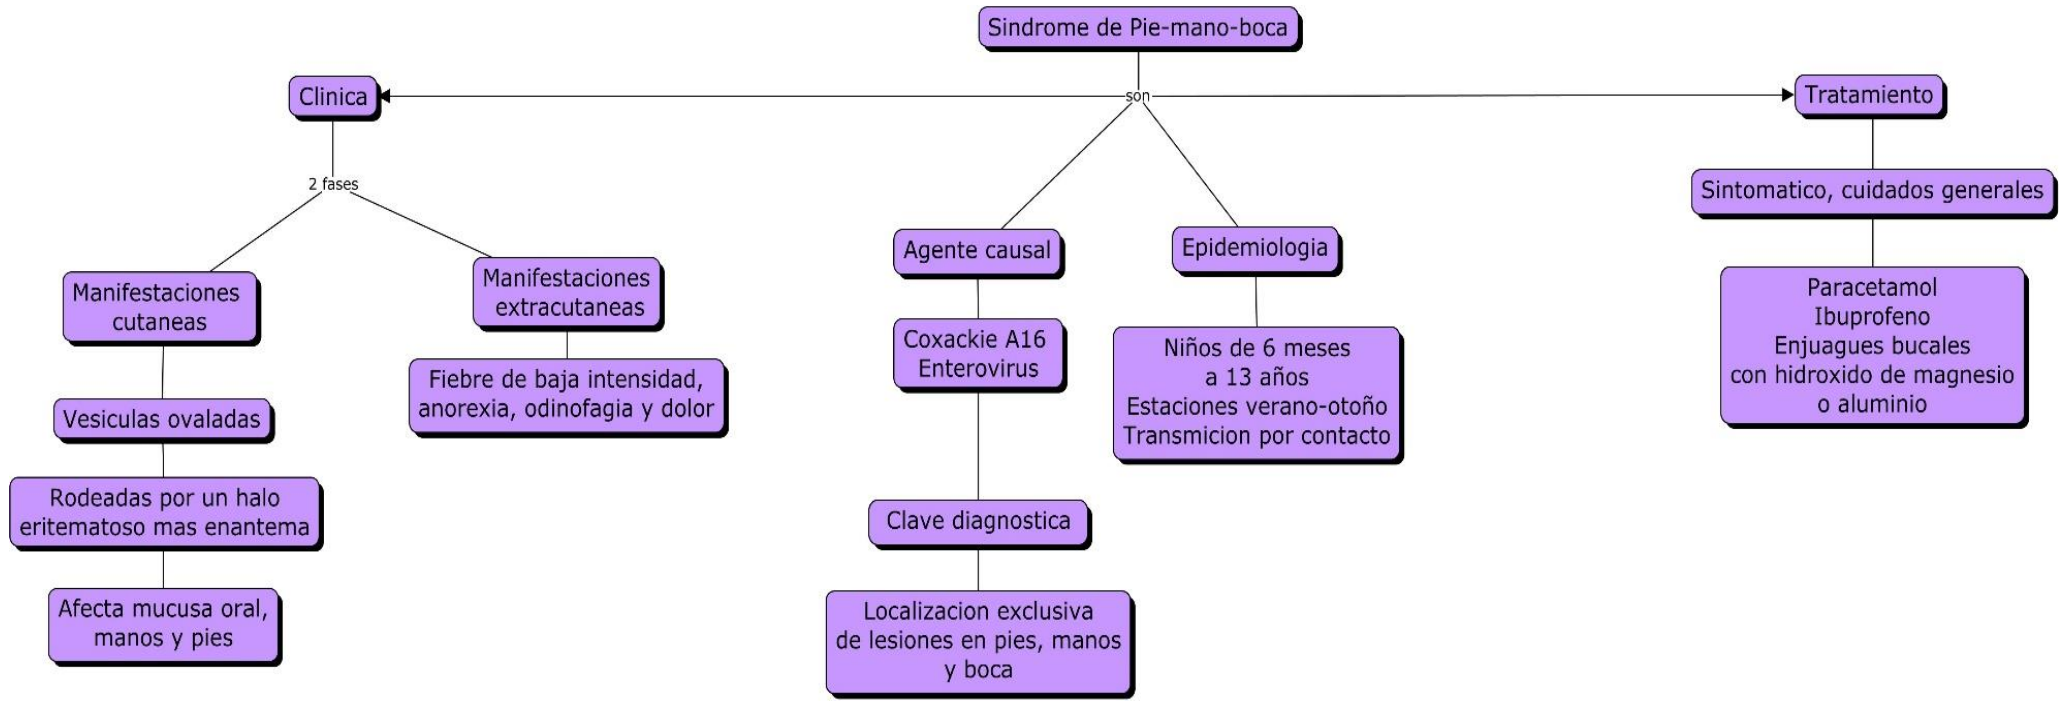 Sindrome de Pie-mano-boca
son
Clinica
2 fases
Manifestaciones
cutaneas
Vesiculas ovaladas
Rodeadas por un halo
eritematoso mas enantema
Afecta mucusa oral,
manos y pies
Manifestaciones
extracutaneas
Fiebre de baja intensidad,
anorexia, odinofagia y dolor
Agente causal
Coxackie A16
Enterovirus
Clave diagnostica
Localizacion exclusiva
de lesiones en pies, manos
y boca
Epidemiologia
Niños de 6 meses
a 13 años
Estaciones verano-otoño
Transmicion por contacto
Tratamiento
Sintomatico, cuidados generales
Paracetamol
Ibuprofeno
Enjuagues bucales
con hidroxido de magnesio
o aluminio